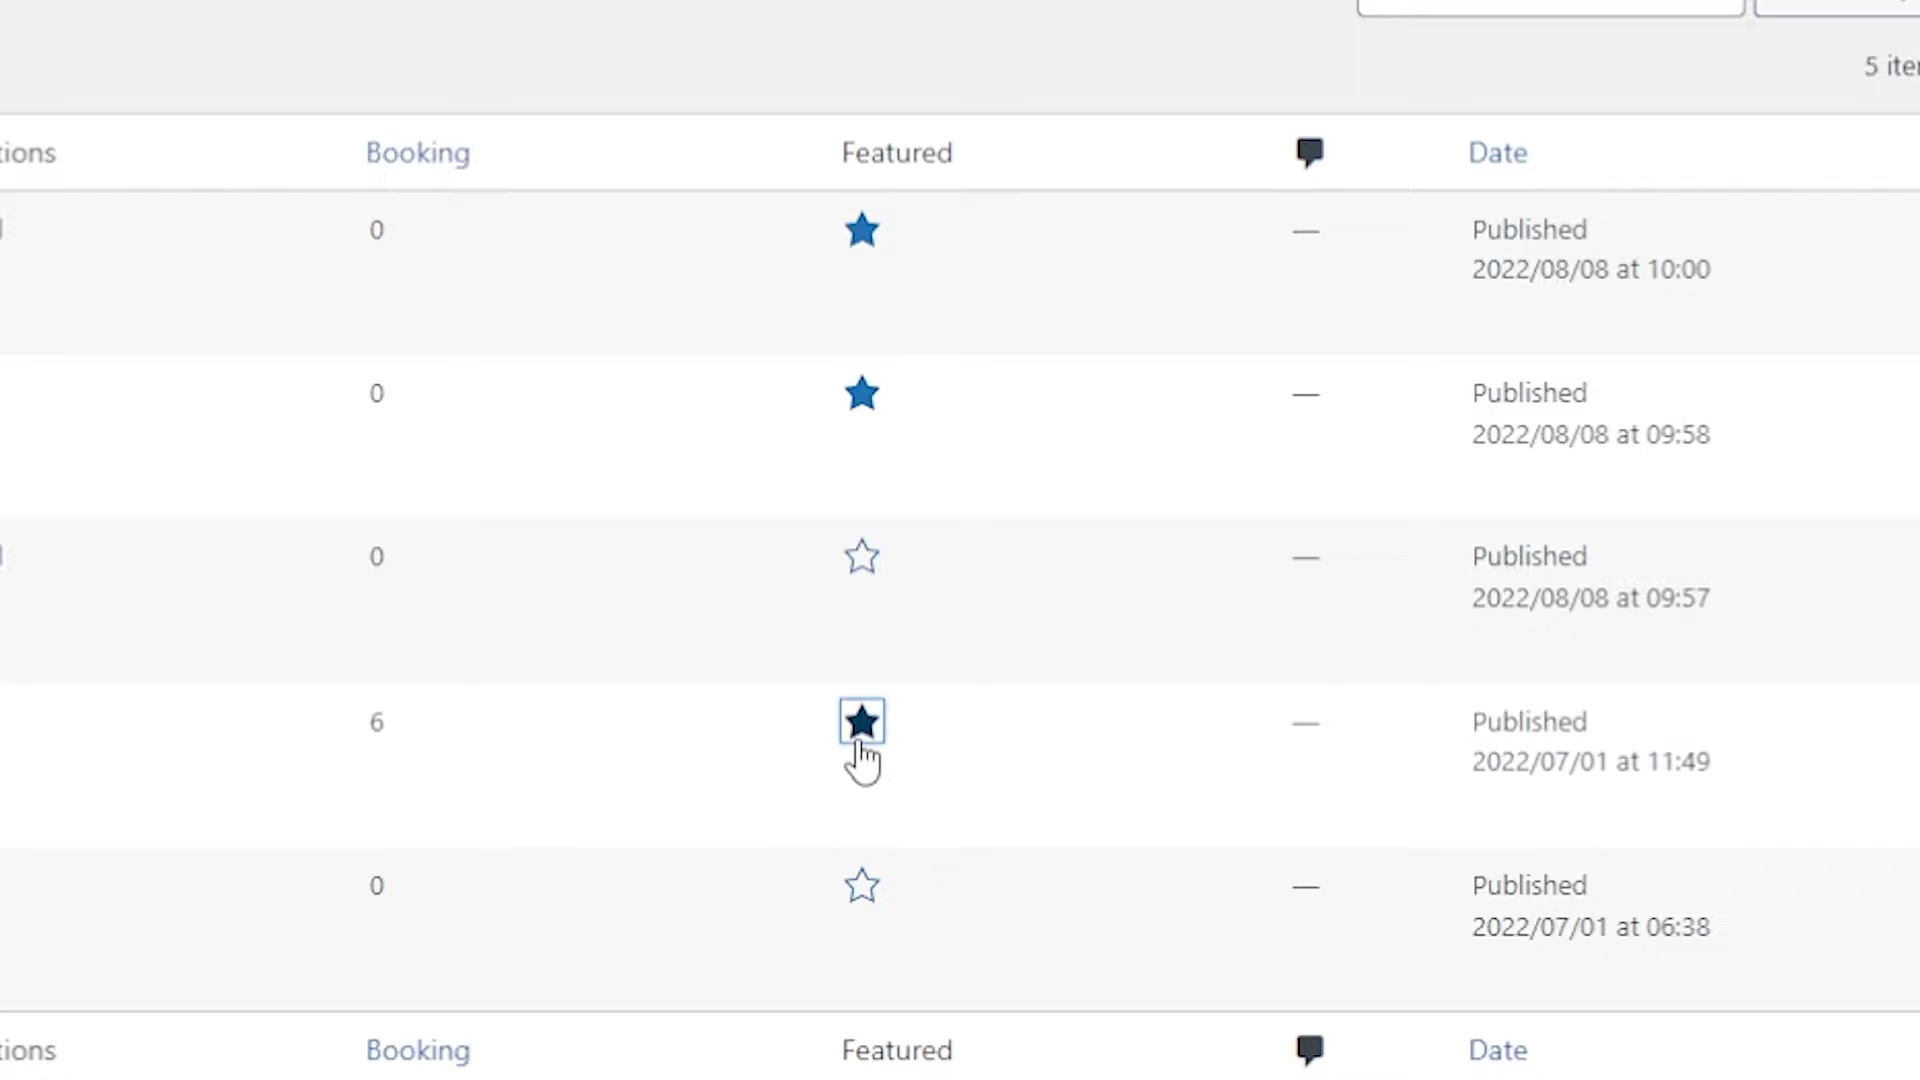 5 iter
tions Booking Featured Date
0 Published
2022/08/08 at 10:00
0 Published
2022/08/08 at 09:58
0 Published
2022/08/08 at 09:57
6 Published
2022/07/01 at 11:49
0 Published
2022/07/01 at 06:38
tions Booking Featured Date